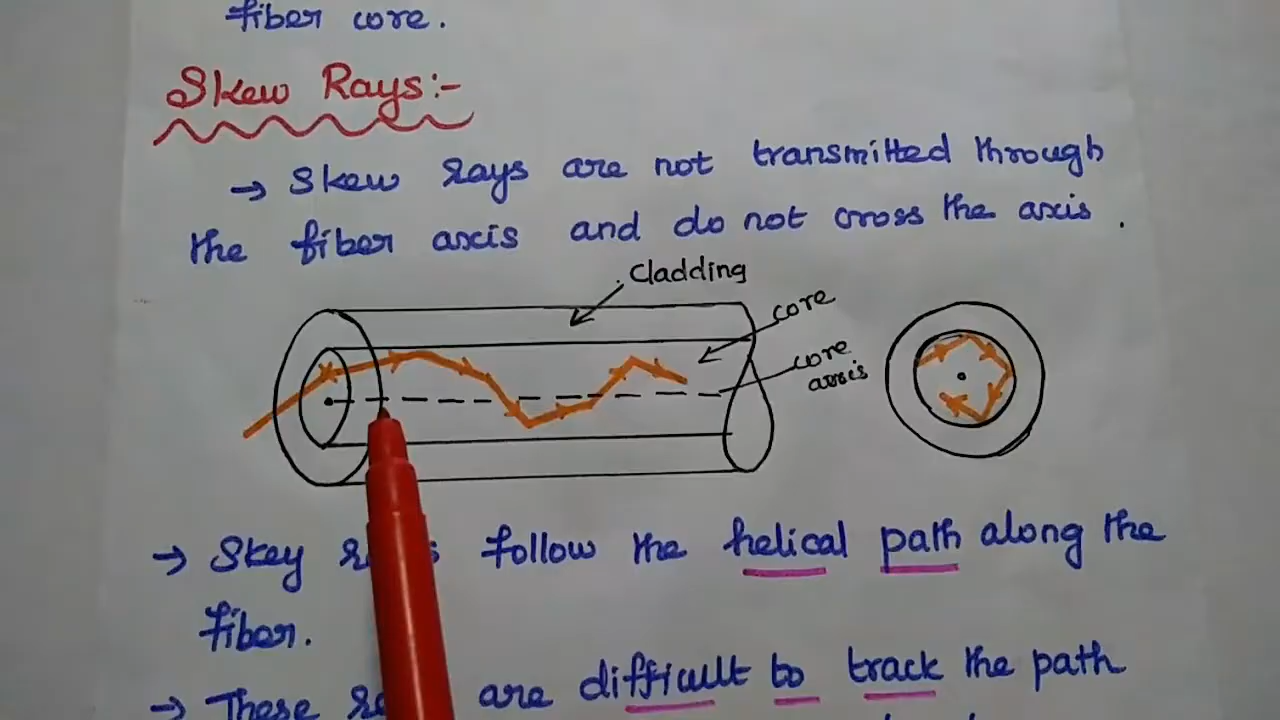 fiber core.
Skew Rays:-
→ Skew rays are not transmitted through
the fiber axis and do not cross the axis.
Cladding
core
core
axis
→ Skey follow the helical path along the
fiber.
→ These are difficult to track the path